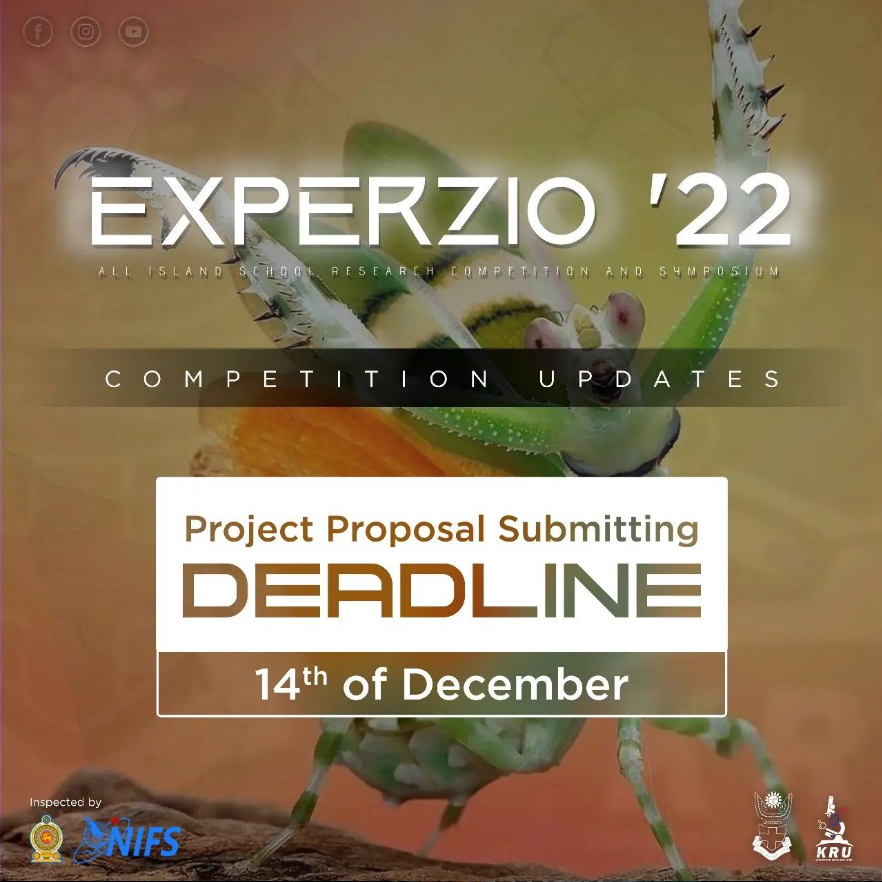 EXPERZIO '22
ALL ISLAND SCHOOL RESEARCH COMPETITION AND SYMPOSIUM
COMPETITION UPDATES
Project Proposal Submitting
DEADLINE
14th of December
Inspected by
NIFS
KRU